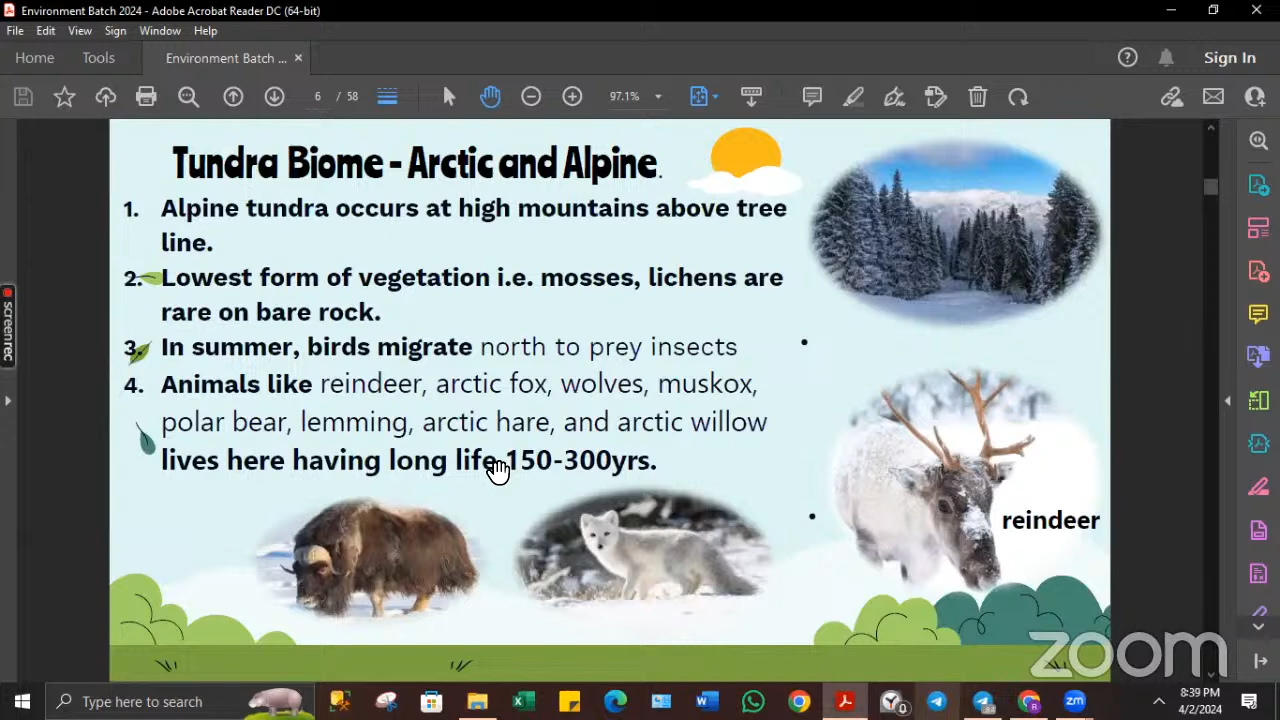 Environment Batch 2024 - Adobe Acrobat Reader DC (64-bit)
File Edit View Sign Window Help
Home Tools Environment Batch ... × Sign In
6 / 58 97.1%
Tundra Biome - Arctic and Alpine.
1. Alpine tundra occurs at high mountains above tree
line.
2. Lowest form of vegetation i.e. mosses, lichens are
rare on bare rock.
3. In summer, birds migrate north to prey insects
4. Animals like reindeer, arctic fox, wolves, muskox,
polar bear, lemming, arctic hare, and arctic willow
lives here having long life 150-300yrs.
reindeer
screenrec
zoom
Type here to search
8:39 PM
4/2/2024